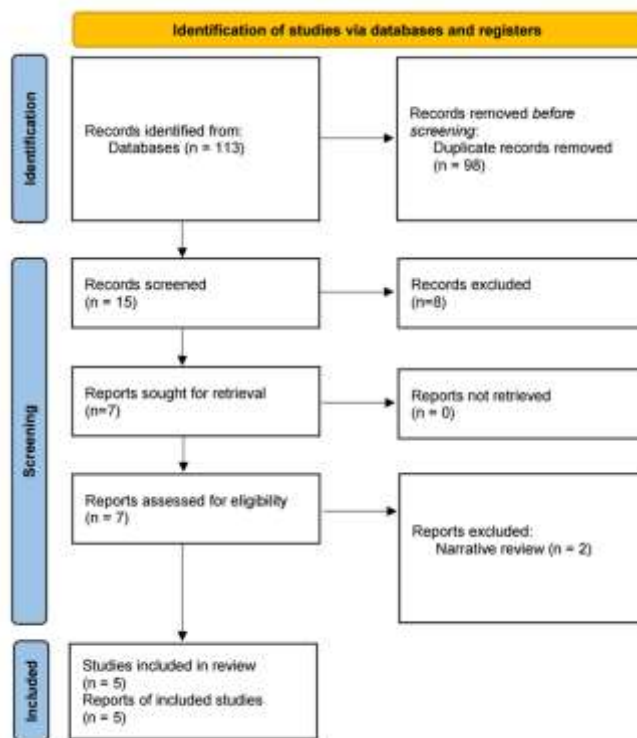 Identification of studies via databases and registers
Identification
Records identified from:
Databases (n = 113)
Records removed before
screening:
Duplicate records removed
(n = 98)
Screening
Records screened
(n = 15)
Records excluded
(n=8)
Reports sought for retrieval
(n=7)
Reports not retrieved
(n = 0)
Reports assessed for eligibility
(n = 7)
Reports excluded:
Narrative review (n = 2)
Included
Studies included in review
(n = 5)
Reports of included studies
(n = 5)